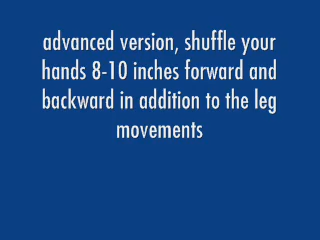 advanced version, shuffle your
hands 8-10 inches forward and
backward in addition to the leg
movements